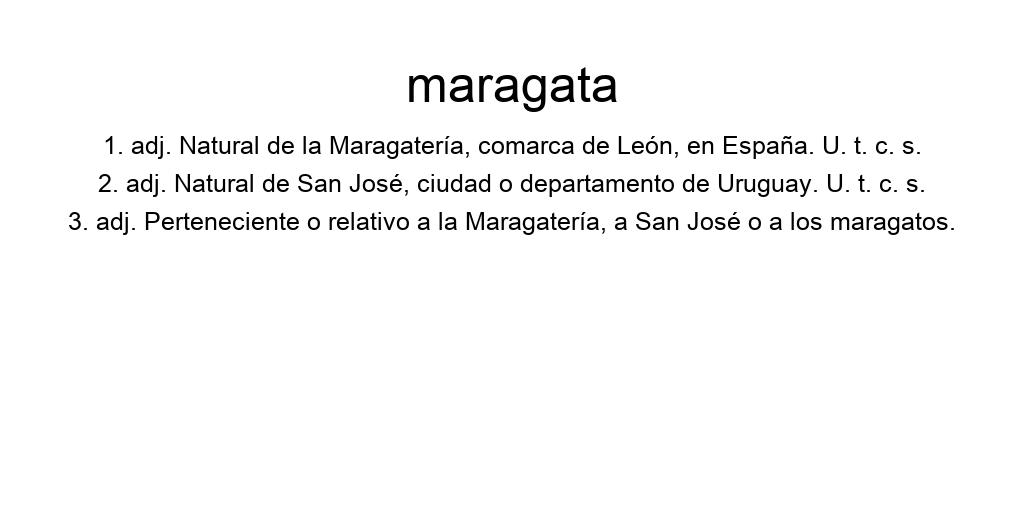 maragata
1. adj. Natural de la Maragatería, comarca de León, en España. U. t. c. s.
2. adj. Natural de San José, ciudad o departamento de Uruguay. U. t. c. s.
3. adj. Perteneciente o relativo a la Maragatería, a San José o a los maragatos.